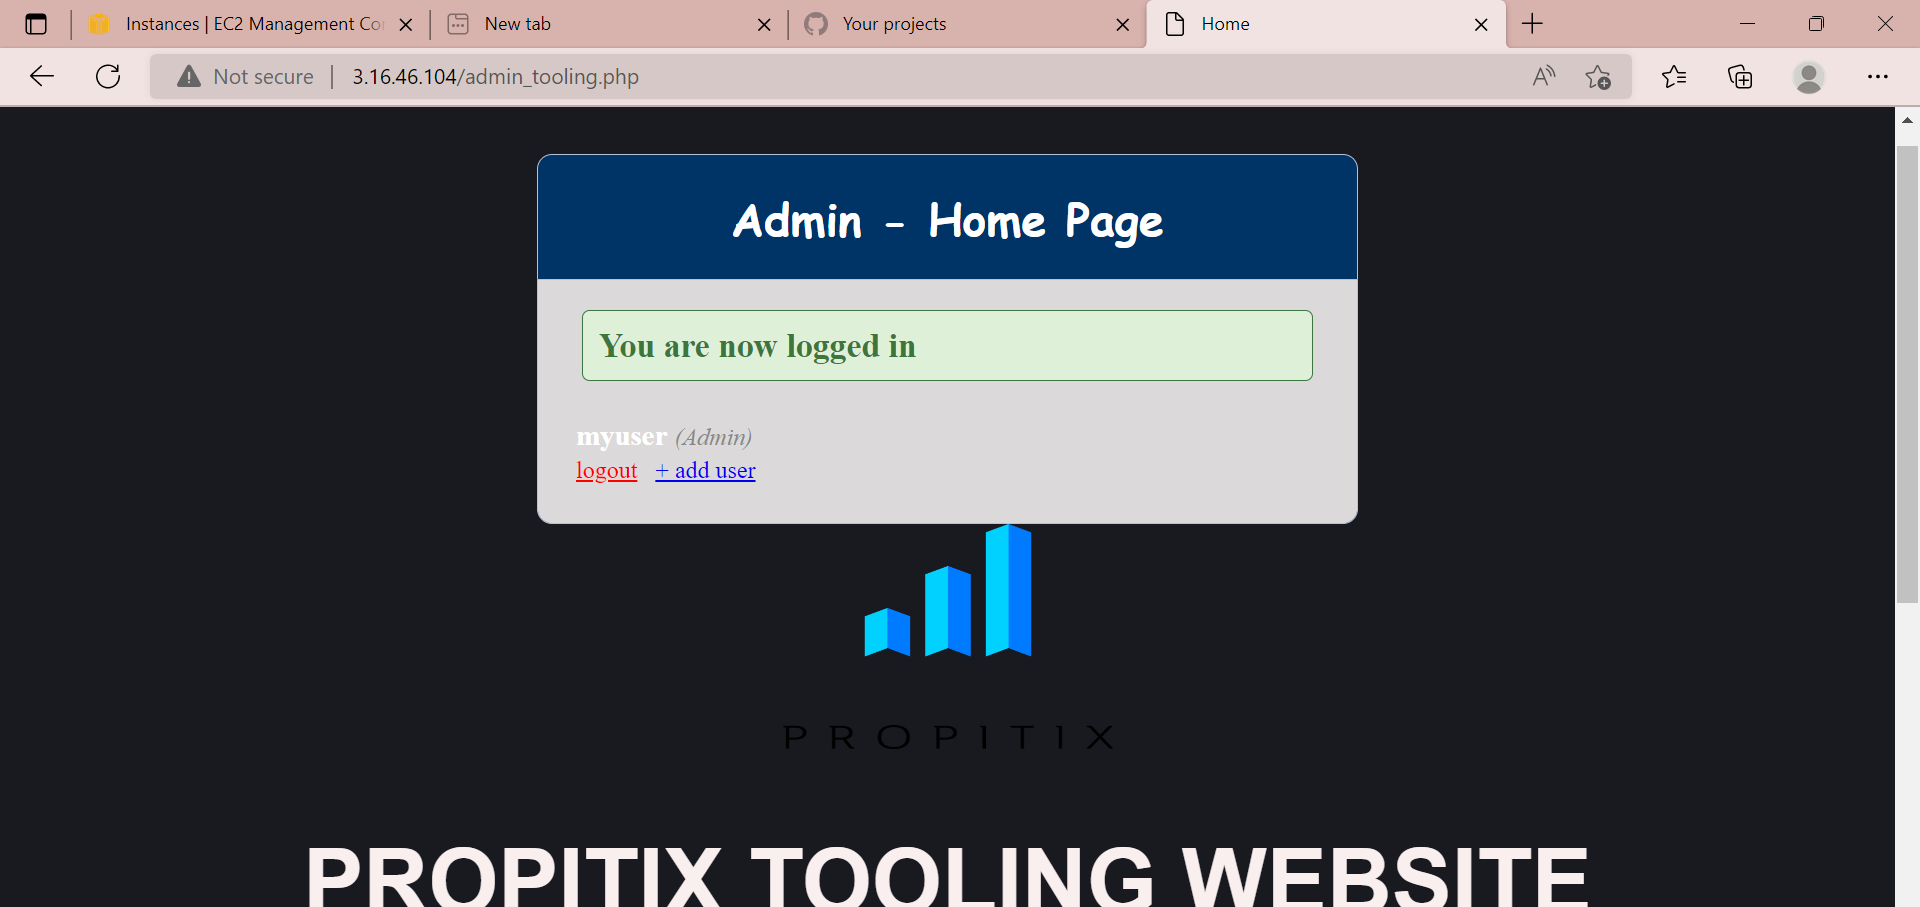 Instances | EC2 Management Co
New tab
Your projects
Home
Not secure
3.16.46.104/admin_tooling.php
Admin - Home Page
You are now logged in
myuser (Admin)
logout + add user
PROPITIX
PROPITIX TOOLING WEBSITE